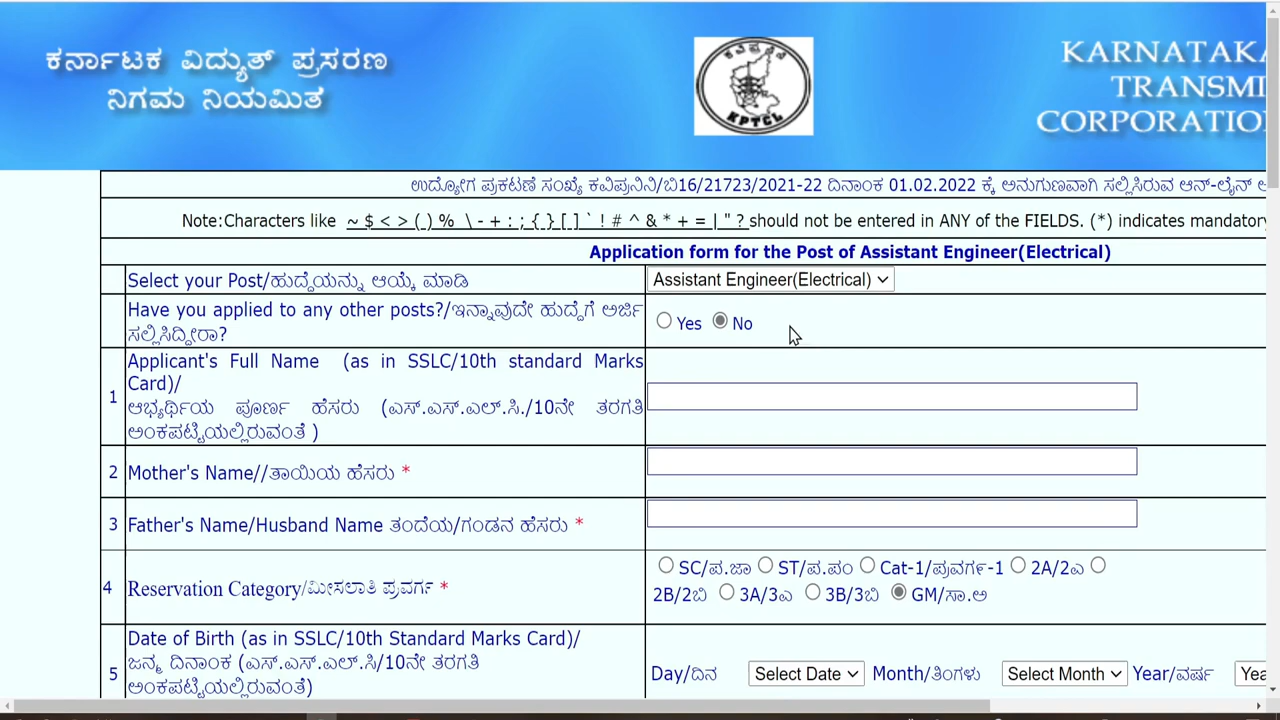 ಕರ್ನಾಟಕ ವಿದ್ಯುತ್ ಪ್ರಸರಣ
ನಿಗಮ ನಿಯಮಿತ
ಕವಿಪ್ರನಿನಿ
KPTCL
KARNATAKA
TRANSMI
CORPORATIO
ಉದ್ಯೋಗ ಪ್ರಕಟಣೆ ಸಂಖ್ಯೆ ಕವಿಪ್ರನಿನಿ/ಬಿ16/21723/2021-22 ದಿನಾಂಕ 01.02.2022 ಕ್ಕೆ ಅನುಗುಣವಾಗಿ ಸಲ್ಲಿಸಿರುವ ಆನ್-ಲೈನ್
Note:Characters like ~ $ < > ( ) % \ - + : ; { } [ ] ` ! # ^ & * + = | " ? should not be entered in ANY of the FIELDS. (*) indicates mandatory
Application form for the Post of Assistant Engineer(Electrical)
Select your Post/ಹುದ್ದೆಯನ್ನು ಆಯ್ಕೆ ಮಾಡಿ Assistant Engineer(Electrical)
Have you applied to any other posts?/ಇನ್ನಾವುದೇ ಹುದ್ದೆಗೆ ಅರ್ಜಿ
ಸಲ್ಲಿಸಿದ್ದೀರಾ? Yes No
1 Applicant's Full Name (as in SSLC/10th standard Marks
Card)/
ಅಭ್ಯರ್ಥಿಯ ಪೂರ್ಣ ಹೆಸರು (ಎಸ್.ಎಸ್.ಎಲ್.ಸಿ./10ನೇ ತರಗತಿ
ಅಂಕಪಟ್ಟಿಯಲ್ಲಿರುವಂತೆ )
2 Mother's Name//ತಾಯಿಯ ಹೆಸರು *
3 Father's Name/Husband Name ತಂದೆಯ/ಗಂಡನ ಹೆಸರು *
4 Reservation Category/ಮೀಸಲಾತಿ ಪ್ರವರ್ಗ *
SC/ಪ.ಜಾ ST/ಪ.ಪಂ Cat-1/ಪ್ರವರ್ಗ-1 2A/2ಎ
2B/2ಬಿ 3A/3ಎ 3B/3ಬಿ GM/ಸಾ.ಅ
5 Date of Birth (as in SSLC/10th Standard Marks Card)/
ಜನ್ಮ ದಿನಾಂಕ (ಎಸ್.ಎಸ್.ಎಲ್.ಸಿ/10ನೇ ತರಗತಿ
ಅಂಕಪಟ್ಟಿಯಲ್ಲಿರುವಂತೆ)
Day/ದಿನ Select Date Month/ತಿಂಗಳು Select Month Year/ವರ್ಷ Yea